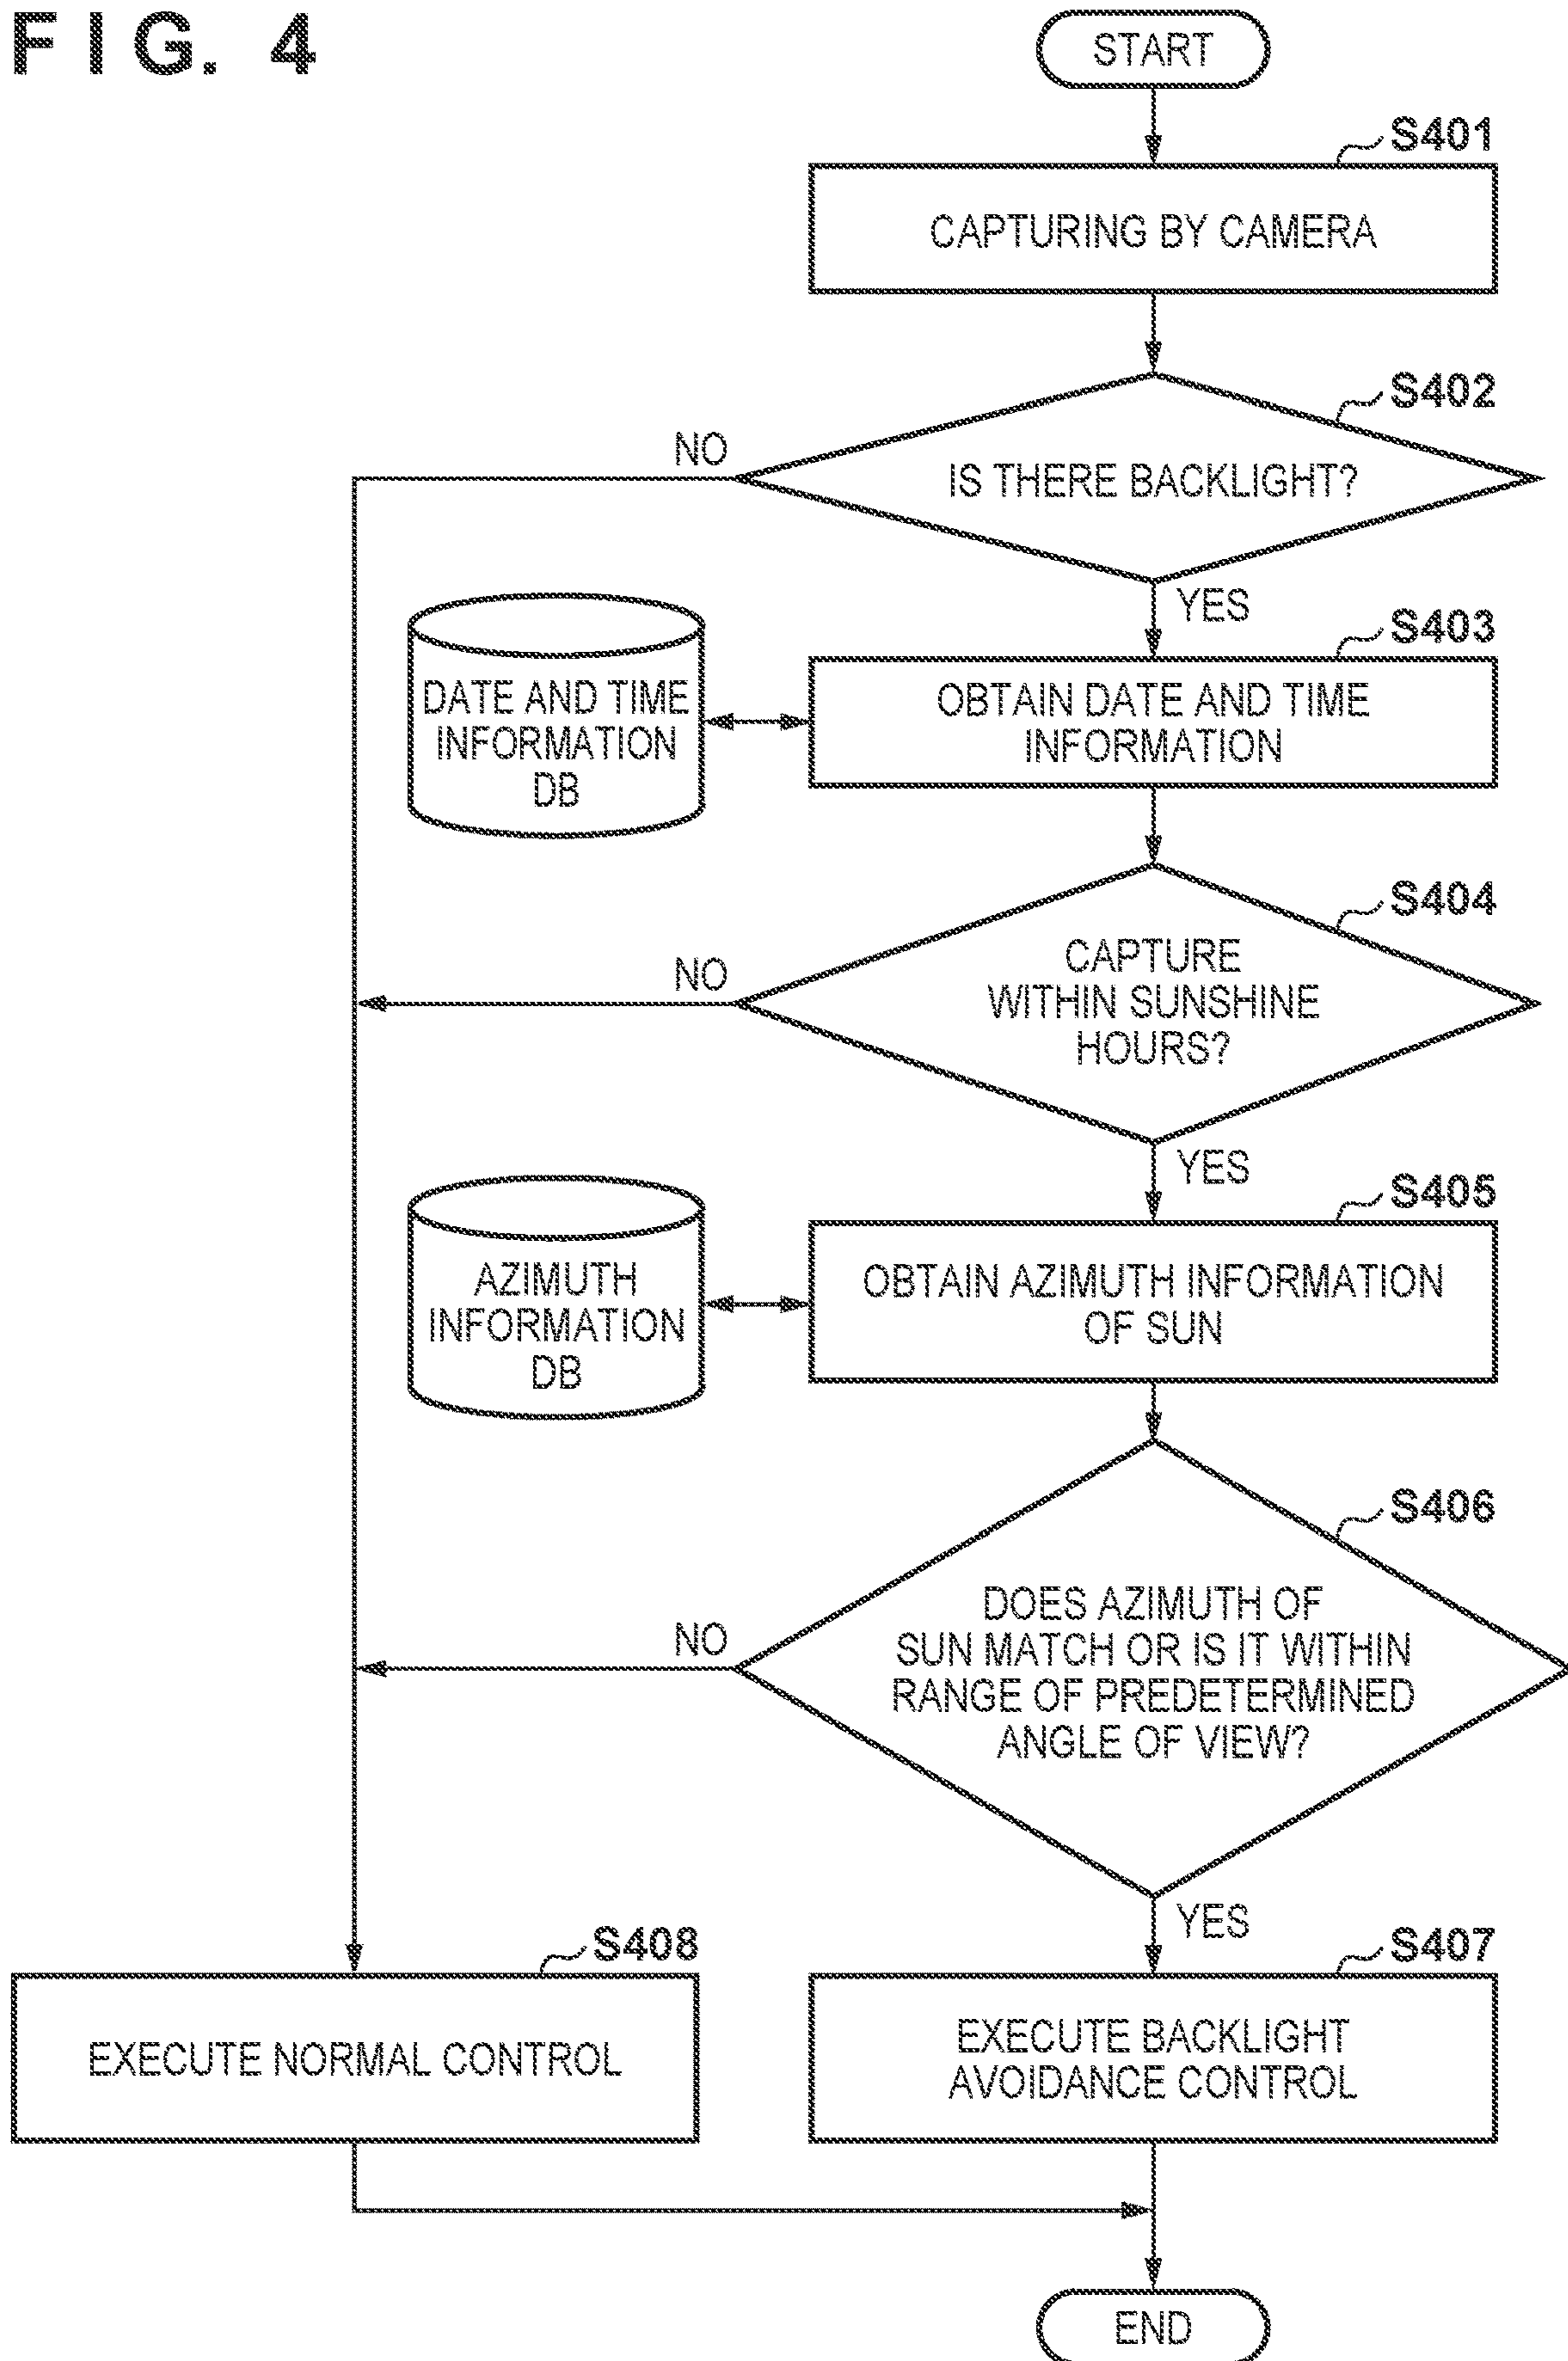 FIG. 4
START
S401
CAPTURING BY CAMERA
S402
NO
IS THERE BACKLIGHT?
YES
S403
DATE AND TIME
INFORMATION
DB
OBTAIN DATE AND TIME
INFORMATION
S404
NO
CAPTURE
WITHIN SUNSHINE
HOURS?
YES
S405
AZIMUTH
INFORMATION
DB
OBTAIN AZIMUTH INFORMATION
OF SUN
S406
NO
DOES AZIMUTH OF
SUN MATCH OR IS IT WITHIN
RANGE OF PREDETERMINED
ANGLE OF VIEW?
YES
S408
EXECUTE NORMAL CONTROL
S407
EXECUTE BACKLIGHT
AVOIDANCE CONTROL
END